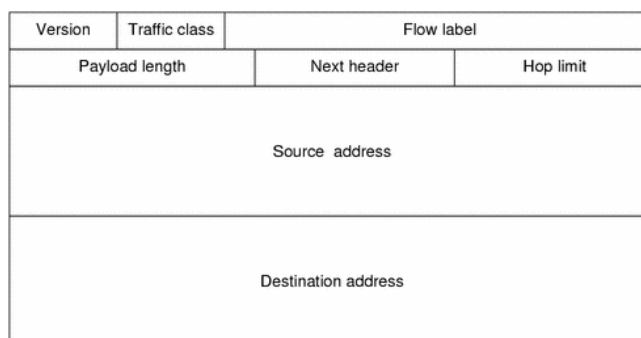 Version Traffic class Flow label
Payload length Next header Hop limit
Source address
Destination address